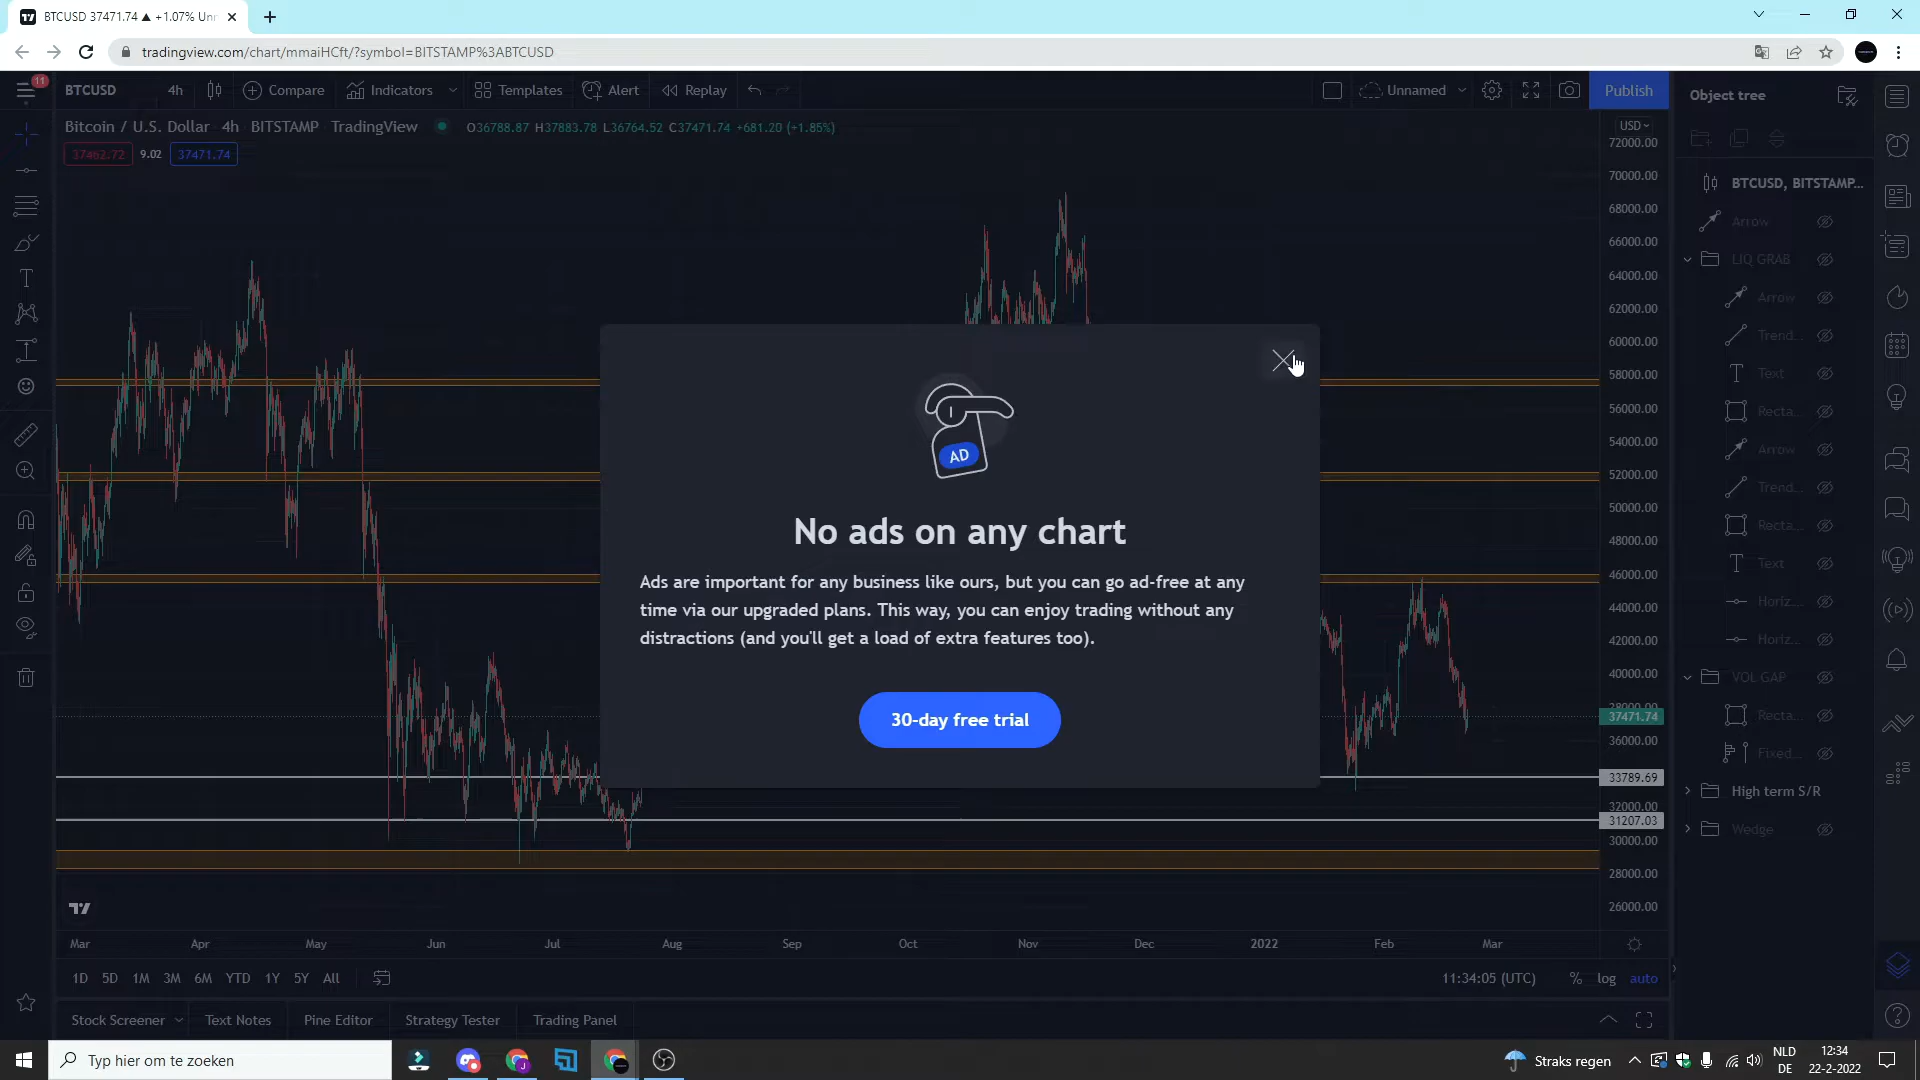 BTCUSD 37471.74 ▲ +1.07% Unn
tradingview.com/chart/mmaiHCft/?symbol=BITSTAMP%3ABTCUSD
11
BTCUSD
4h
Compare
Indicators
Templates
Alert
Replay
Unnamed
Publish
Object tree
Bitcoin / U.S. Dollar 4h BITSTAMP TradingView
O36788.87 H37883.78 L36764.52 C37471.74 +681.20 (+1.85%)
37462.72 9.02 37471.74
USD
72000.00
70000.00
68000.00
66000.00
64000.00
62000.00
60000.00
58000.00
56000.00
54000.00
52000.00
50000.00
48000.00
46000.00
44000.00
42000.00
40000.00
38000.00
37471.74
36000.00
33789.69
32000.00
31207.03
30000.00
28000.00
26000.00
BTCUSD, BITSTAMP...
Arrow
LIQ GRAB
Arrow
Trend...
Text
Recta...
Arrow
Trend...
Recta...
Text
Horiz...
Horiz...
VOL GAP
Recta...
Fixed...
High term S/R
Wedge
AD
No ads on any chart
Ads are important for any business like ours, but you can go ad-free at any
time via our upgraded plans. This way, you can enjoy trading without any
distractions (and you'll get a load of extra features too).
30-day free trial
Mar Apr May Jun Jul Aug Sep Oct Nov Dec 2022 Feb Mar
1D 5D 1M 3M 6M YTD 1Y 5Y All
11:34:05 (UTC) % log auto
Stock Screener Text Notes Pine Editor Strategy Tester Trading Panel
Typ hier om te zoeken
Straks regen
NLD
DE
12:34
22-2-2022